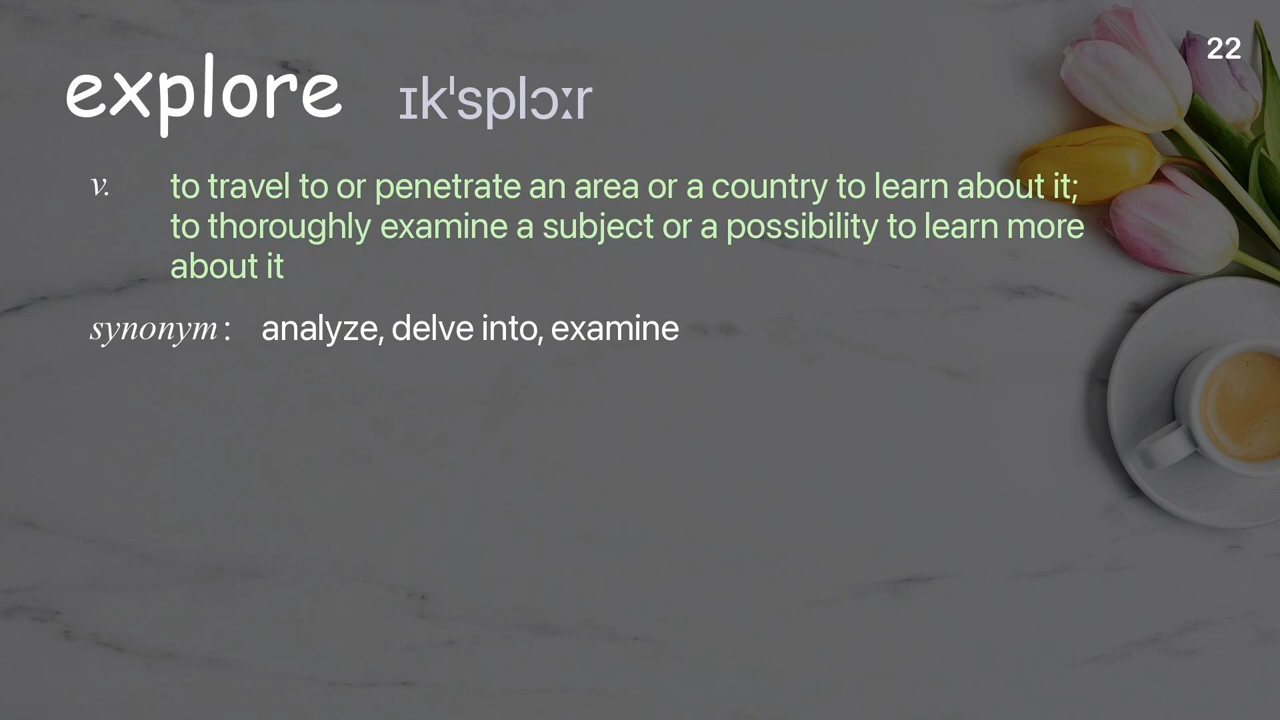 22
explore ɪkˈsplɔːr
v. to travel to or penetrate an area or a country to learn about it;
to thoroughly examine a subject or a possibility to learn more
about it
synonym: analyze, delve into, examine